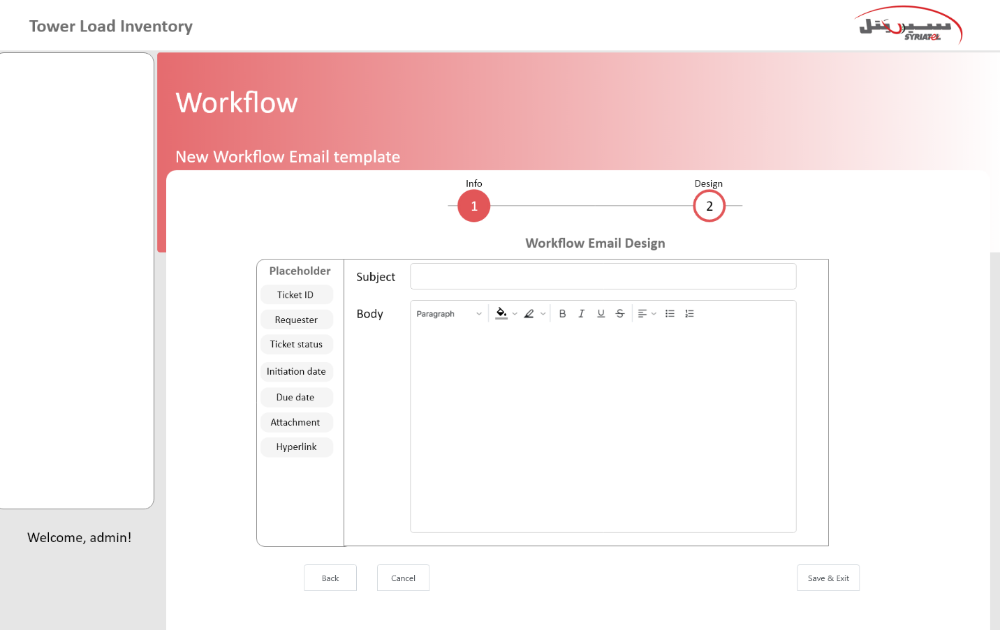 Tower Load Inventory
سيريتل
SYRIATEL
Workflow
New Workflow Email template
Info
Design
1
2
Workflow Email Design
Placeholder
Ticket ID
Requester
Ticket status
Initiation date
Due date
Attachment
Hyperlink
Subject
Body
Paragraph
B I U S
Welcome, admin!
Back
Cancel
Save & Exit